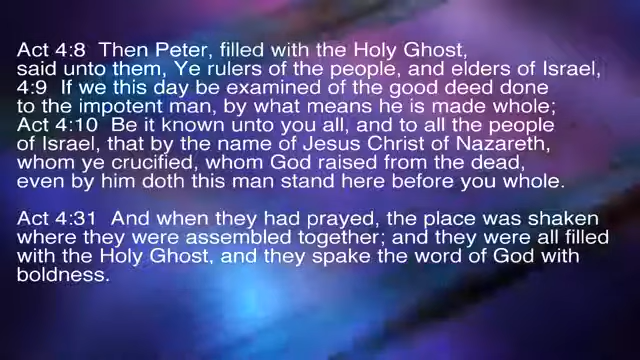 Act 4:8  Then Peter, filled with the Holy Ghost,
said unto them, Ye rulers of the people, and elders of Israel,
4:9  If we this day be examined of the good deed done
to the impotent man, by what means he is made whole;
Act 4:10  Be it known unto you all, and to all the people
of Israel, that by the name of Jesus Christ of Nazareth,
whom ye crucified, whom God raised from the dead,
even by him doth this man stand here before you whole.
Act 4:31  And when they had prayed, the place was shaken
where they were assembled together; and they were all filled
with the Holy Ghost, and they spake the word of God with
boldness.